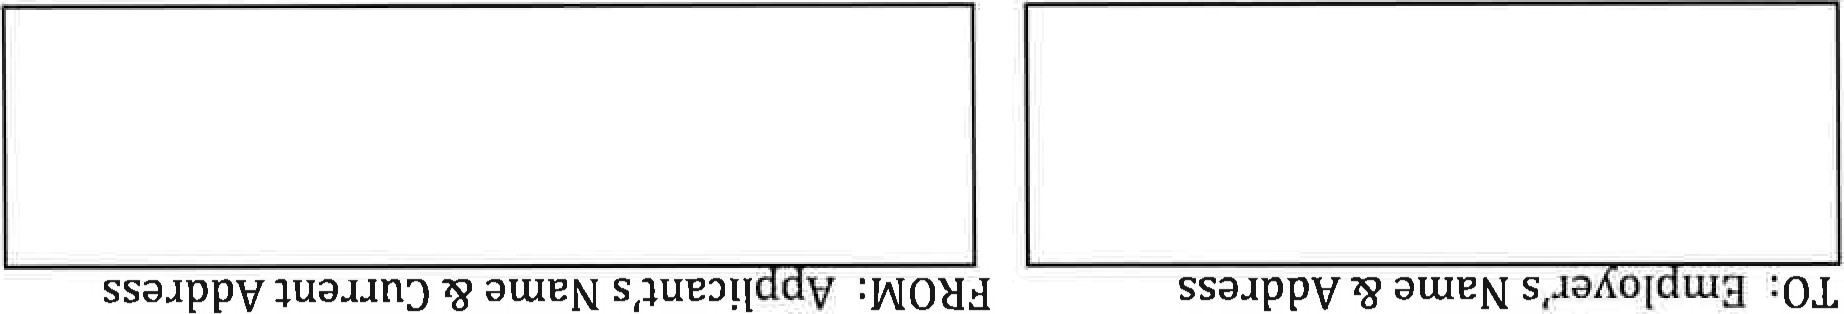 TO: Employer's Name & Address
FROM: Applicant's Name & Current Address